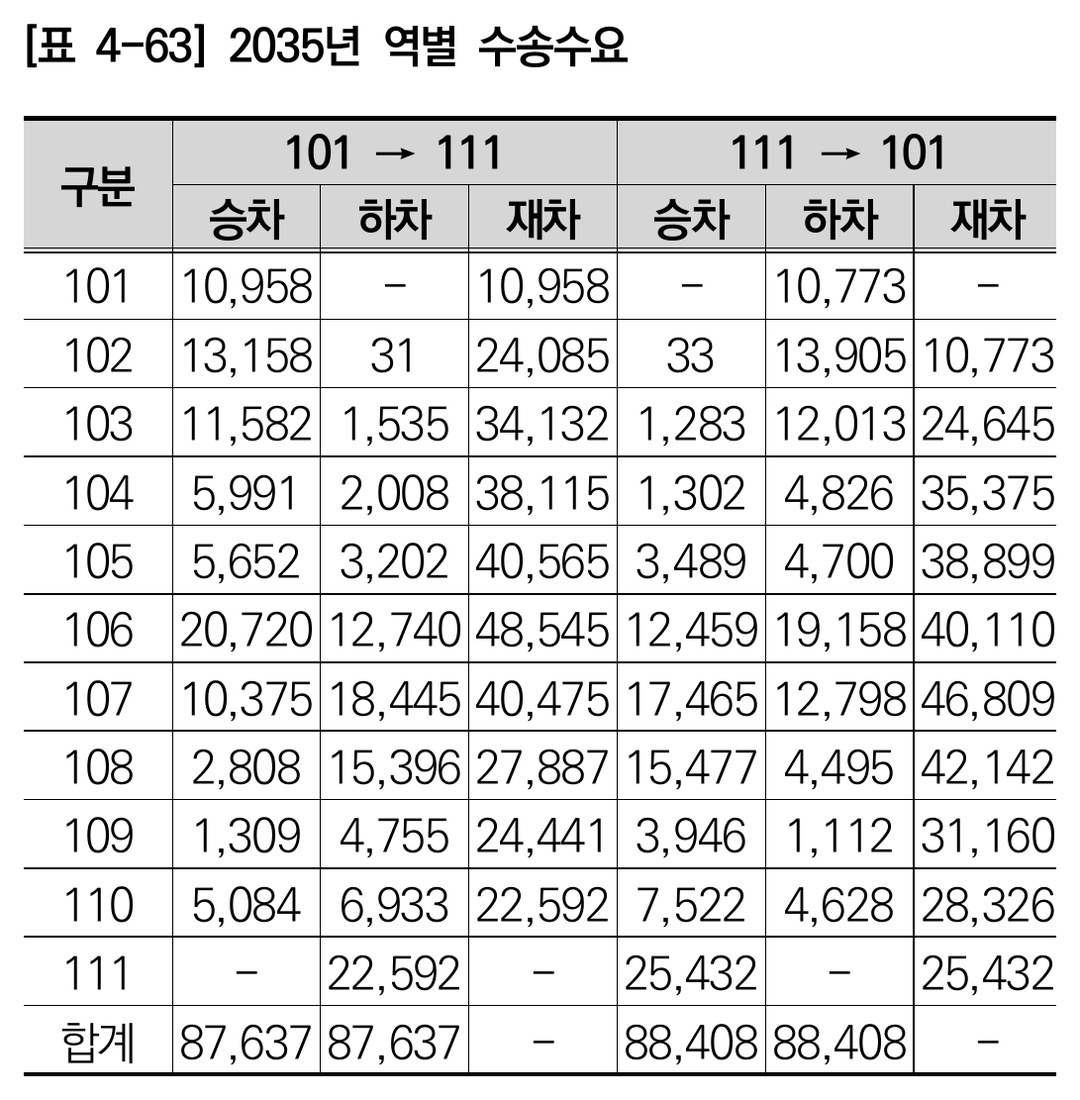 [표 4-63] 2035년 역별 수송수요
구분 101 → 111 111 → 101
승차 하차 재차 승차 하차 재차
101 10,958 - 10,958 - 10,773 -
102 13,158 31 24,085 33 13,905 10,773
103 11,582 1,535 34,132 1,283 12,013 24,645
104 5,991 2,008 38,115 1,302 4,826 35,375
105 5,652 3,202 40,565 3,489 4,700 38,899
106 20,720 12,740 48,545 12,459 19,158 40,110
107 10,375 18,445 40,475 17,465 12,798 46,809
108 2,808 15,396 27,887 15,477 4,495 42,142
109 1,309 4,755 24,441 3,946 1,112 31,160
110 5,084 6,933 22,592 7,522 4,628 28,326
111 - 22,592 - 25,432 - 25,432
합계 87,637 87,637 - 88,408 88,408 -